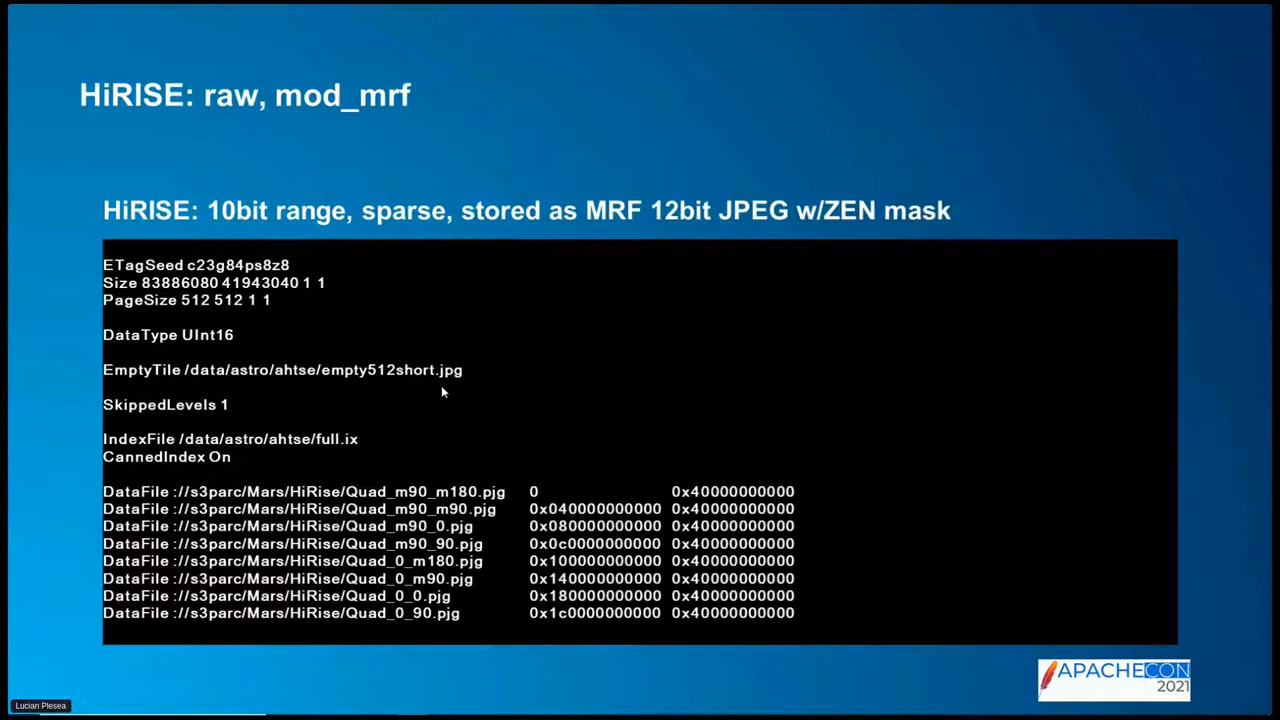 HiRISE: raw, mod_mrf
HiRISE: 10bit range, sparse, stored as MRF 12bit JPEG w/ZEN mask
ETagSeed c23g84ps8z8
Size 83886080 41943040 1 1
PageSize 512 512 1 1
DataType UInt16
EmptyTile /data/astro/ahtse/empty512short.jpg
SkippedLevels 1
IndexFile /data/astro/ahtse/full.ix
CannedIndex On
DataFile ://s3parc/Mars/HiRise/Quad_m90_m180.pjg 0 0x40000000000
DataFile ://s3parc/Mars/HiRise/Quad_m90_m90.pjg 0x040000000000 0x40000000000
DataFile ://s3parc/Mars/HiRise/Quad_m90_0.pjg 0x080000000000 0x40000000000
DataFile ://s3parc/Mars/HiRise/Quad_m90_90.pjg 0x0c0000000000 0x40000000000
DataFile ://s3parc/Mars/HiRise/Quad_0_m180.pjg 0x100000000000 0x40000000000
DataFile ://s3parc/Mars/HiRise/Quad_0_m90.pjg 0x140000000000 0x40000000000
DataFile ://s3parc/Mars/HiRise/Quad_0_0.pjg 0x180000000000 0x40000000000
DataFile ://s3parc/Mars/HiRise/Quad_0_90.pjg 0x1c0000000000 0x40000000000
APACHECON
2021
Lucian Plesea